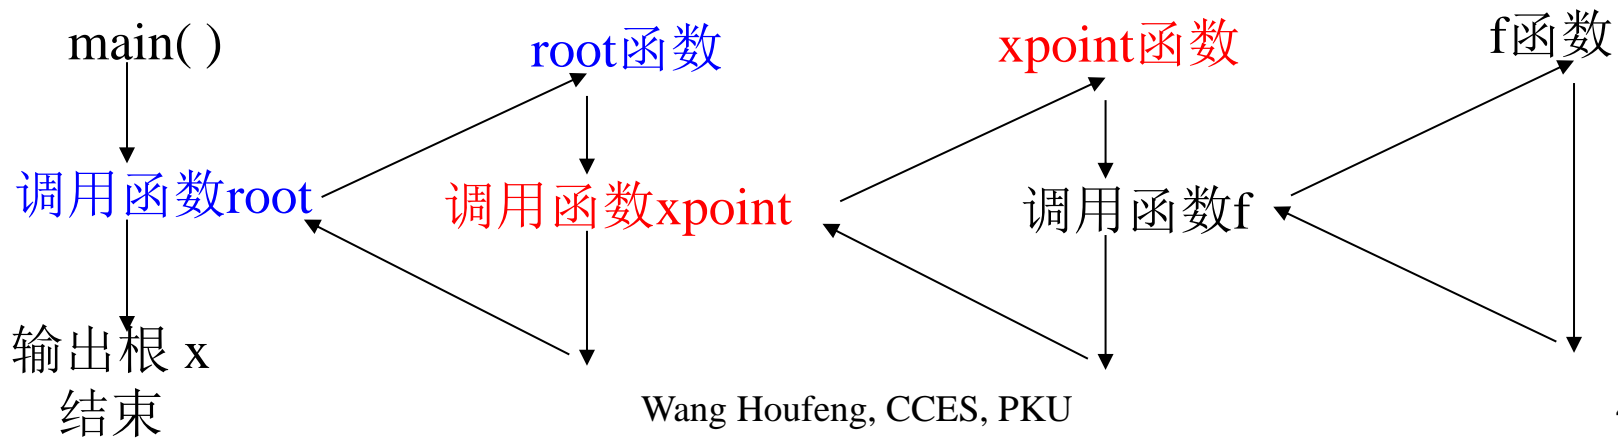 main( )
root函数
xpoint函数
f函数
调用函数root
调用函数xpoint
调用函数f
输出根 x
结束
Wang Houfeng, CCES, PKU